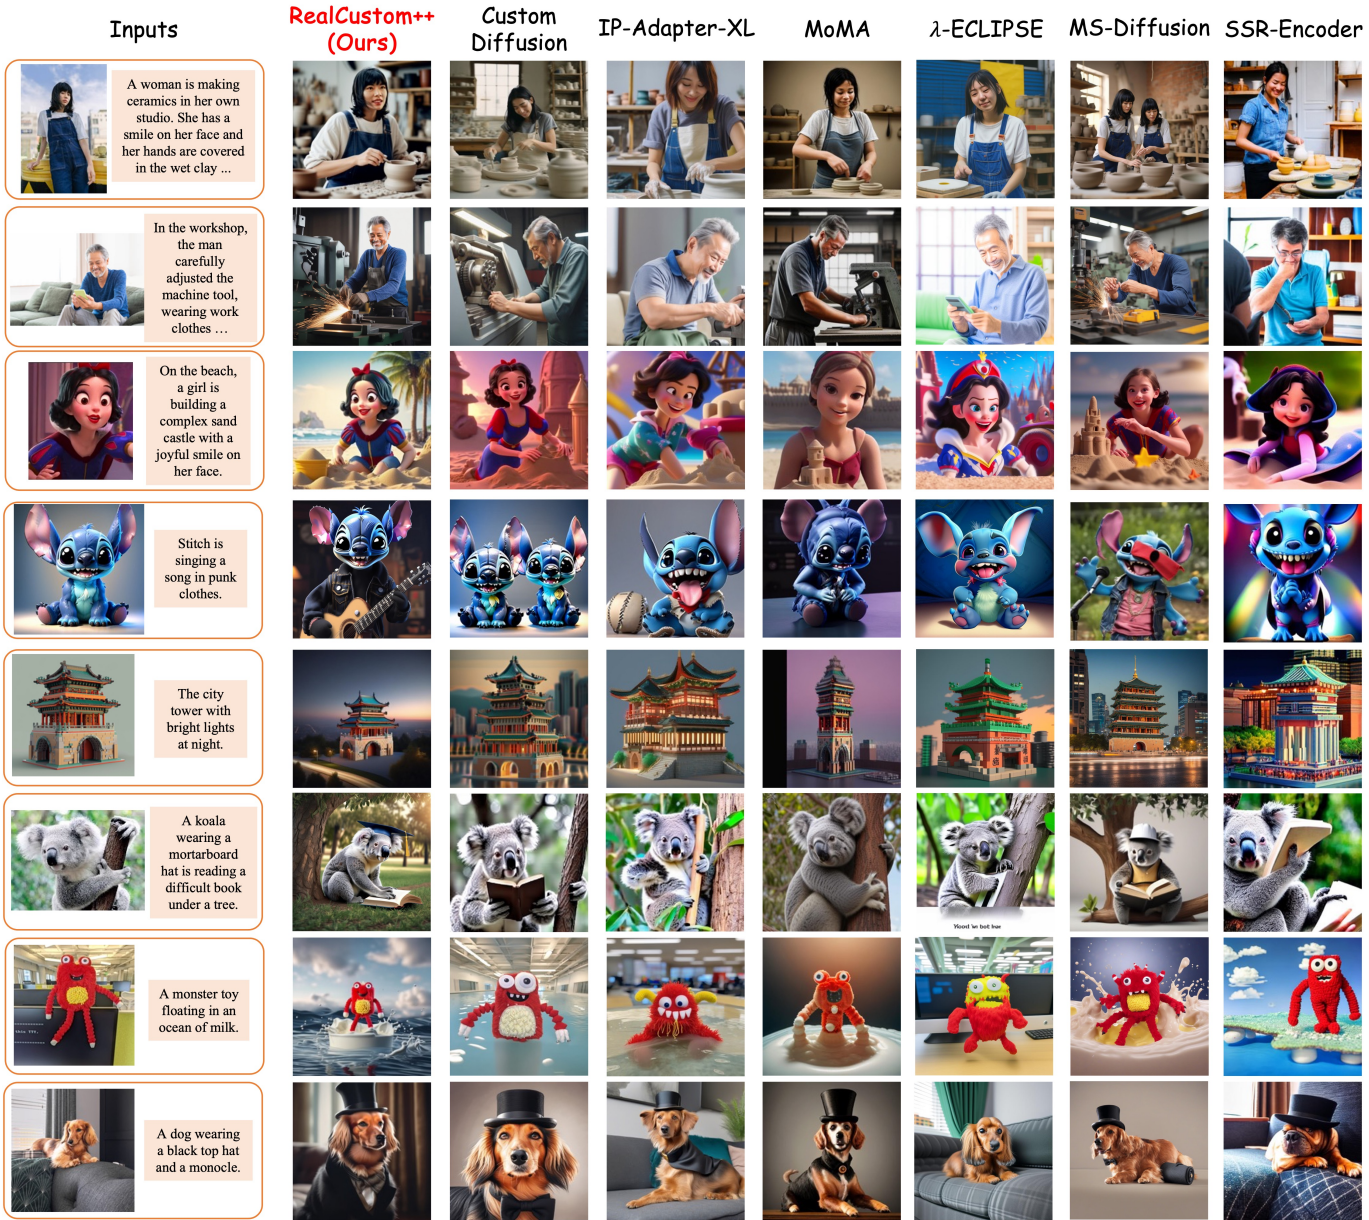 Inputs
RealCustom++
(Ours)
Custom
Diffusion
IP-Adapter-XL
MoMA
λ-ECLIPSE
MS-Diffusion
SSR-Encoder
A woman is making
ceramics in her own
studio. She has a
smile on her face and
her hands are covered
in the wet clay ...
In the workshop,
the man
carefully
adjusted the
machine tool,
wearing work
clothes …
On the beach,
a girl is
building a
complex sand
castle with a
joyful smile on
her face.
Stitch is
singing a
song in punk
clothes.
The city
tower with
bright lights
at night.
A koala
wearing a
mortarboard
hat is reading a
difficult book
under a tree.
A monster toy
floating in an
ocean of milk.
A dog wearing
a black top hat
and a monocle.